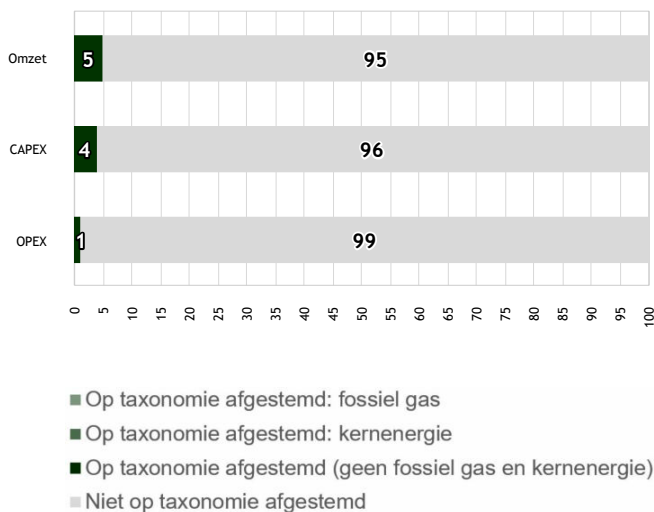 Omzet 5 95
CAPEX 4 96
OPEX 1 99
0 5 10 15 20 25 30 35 40 45 50 55 60 65 70 75 80 85 90 95 100
Op taxonomie afgestemd: fossiel gas
Op taxonomie afgestemd: kernenergie
Op taxonomie afgestemd (geen fossiel gas en kernenergie)
Niet op taxonomie afgestemd